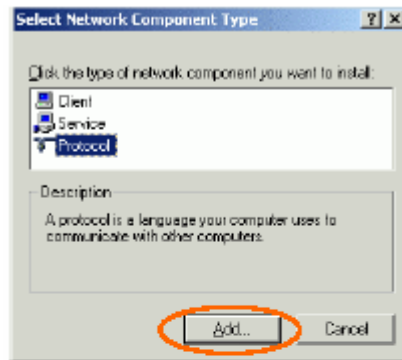 Select Network Component Type
Click the type of network component you want to install:
Client
Service
Protocol
Description
A protocol is a language your computer uses to
communicate with other computers.
Add...
Cancel